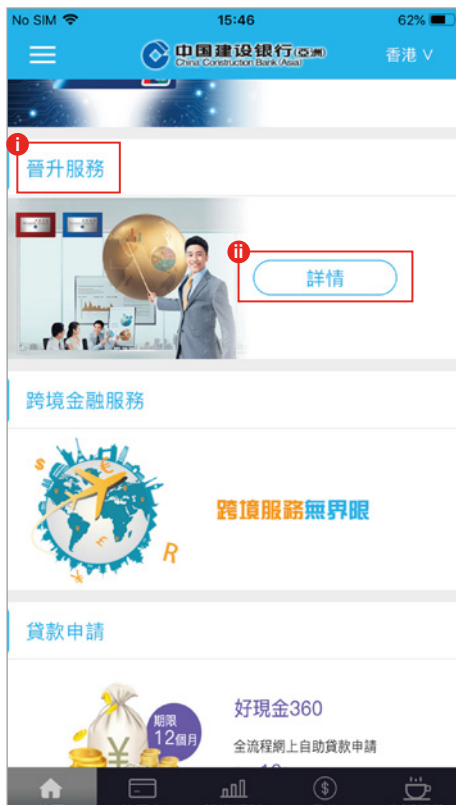 No SIM 15:46 62%
中国建设银行(亞洲)
China Construction Bank (Asia)
香港
i
晉升服務
ii
詳情
跨境金融服務
$ € £ ¥ R
跨境服務無界限
貸款申請
期限
12個月
¥
好現金360
全流程網上自助貸款申請
$